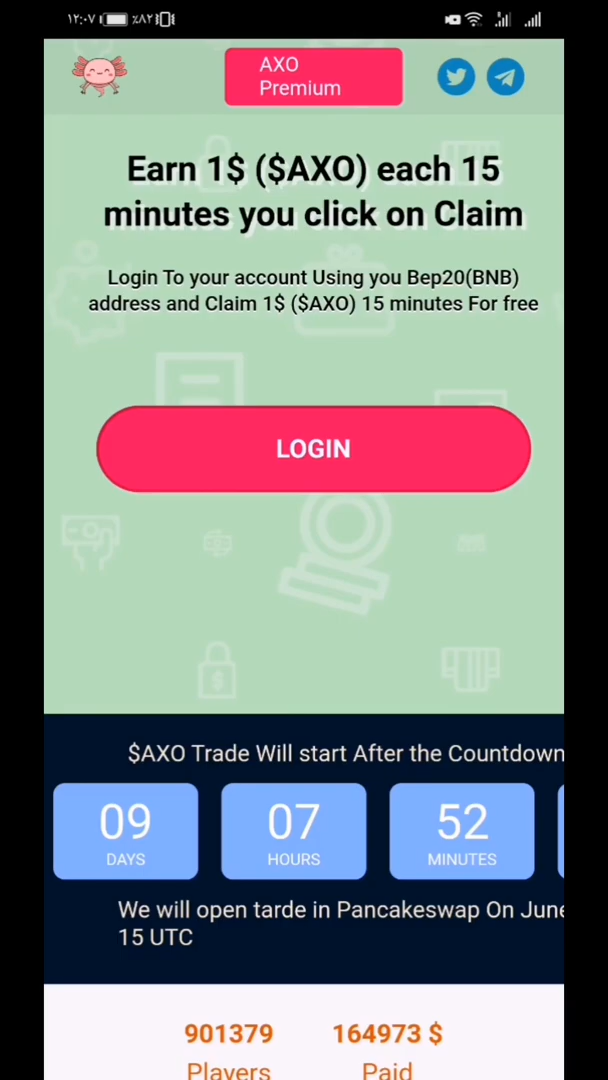 ١٢:٠٧ ٪٨٢
AXO
Premium
Earn 1$ ($AXO) each 15
minutes you click on Claim
Login To your account Using you Bep20(BNB)
address and Claim 1$ ($AXO) 15 minutes For free
LOGIN
$AXO Trade Will start After the Countdown
09 07 52
DAYS HOURS MINUTES
We will open tarde in Pancakeswap On June
15 UTC
901379 164973 $
Players Paid